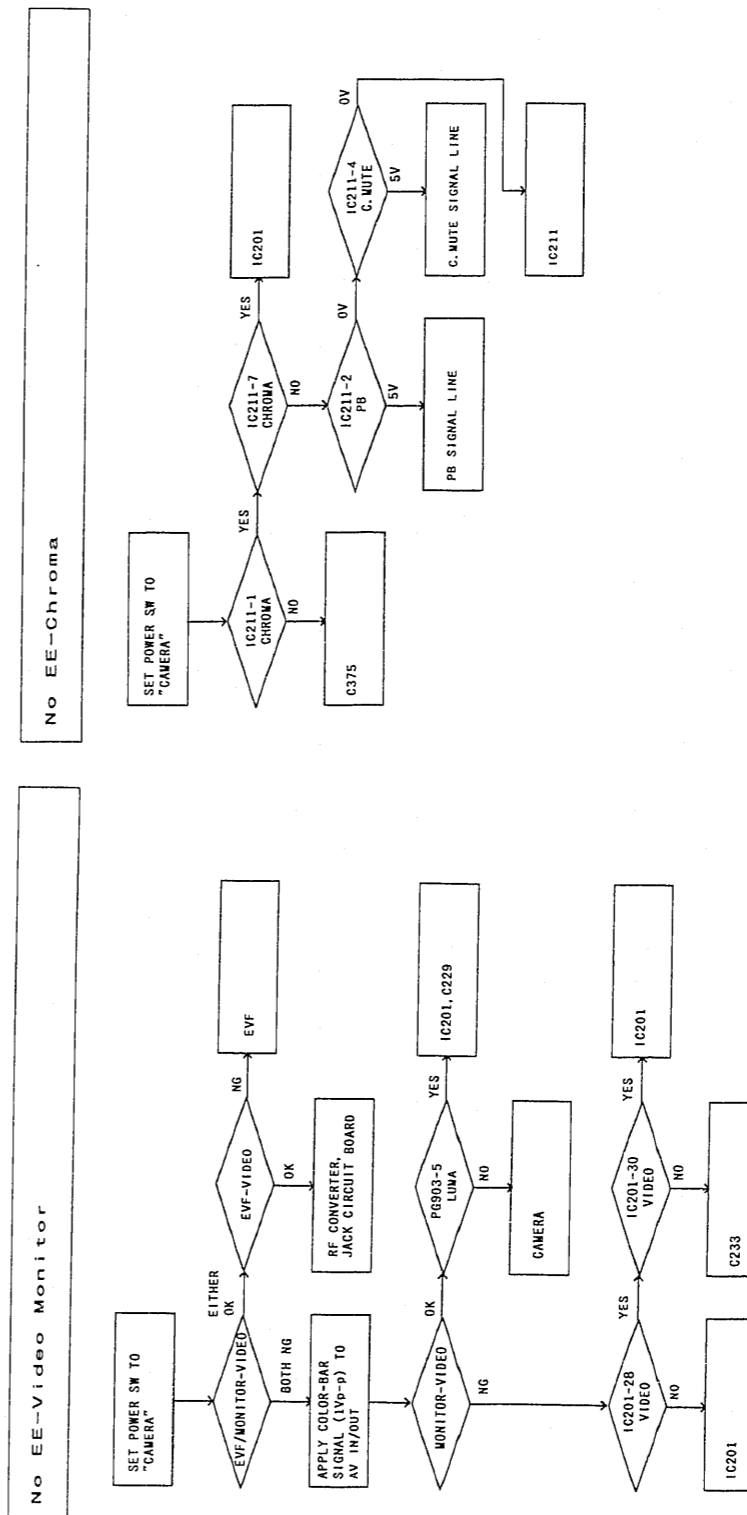 No EE-Video Monitor
SET POWER SW TO
"CAMERA"
EVF/MONITOR-VIDEO
EITHER
OK
EVF-VIDEO
NG
EVF
OK
RF CONVERTER,
JACK CIRCUIT BOARD
BOTH NG
APPLY COLOR-BAR
SIGNAL (1Vp-p) TO
AV IN/OUT
MONITOR-VIDEO
OK
PG903-5
LUMA
YES
IC201, C229
NO
CAMERA
NG
IC201-28
VIDEO
YES
IC201-30
VIDEO
YES
IC201
NO
C233
NO
IC201
No EE-Chroma
SET POWER SW TO
"CAMERA"
IC211-1
CHROMA
YES
IC211-7
CHROMA
YES
IC201
NO
C375
NO
IC211-2
PB
0V
IC211-4
C.MUTE
0V
5V
PB SIGNAL LINE
5V
C.MUTE SIGNAL LINE
IC211